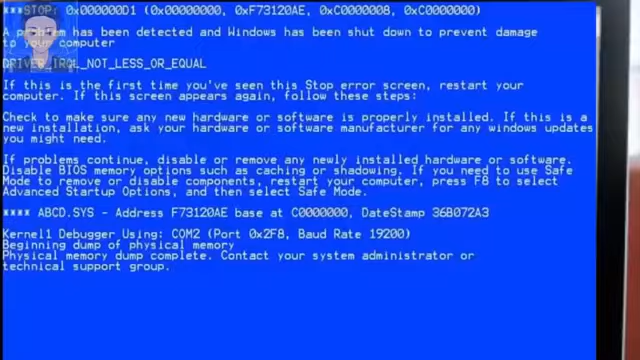 ***STOP: 0x000000D1 (0x00000000, 0xF73120AE, 0xC0000008, 0xC0000000)
A problem has been detected and Windows has been shut down to prevent damage
to your computer
DRIVER_IRQL_NOT_LESS_OR_EQUAL
If this is the first time you've seen this Stop error screen, restart your
computer. If this screen appears again, follow these steps:
Check to make sure any new hardware or software is properly installed. If this is a
new installation, ask your hardware or software manufacturer for any windows updates
you might need.
If problems continue, disable or remove any newly installed hardware or software.
Disable BIOS memory options such as caching or shadowing. If you need to use Safe
Mode to remove or disable components, restart your computer, press F8 to select
Advanced Startup Options, and then select Safe Mode.
**** ABCD.SYS - Address F73120AE base at C0000000, DateStamp 36B072A3
Kernel1 Debugger Using: COM2 (Port 0x2F8, Baud Rate 19200)
Beginning dump of physical memory
Physical memory dump complete. Contact your system administrator or
technical support group.